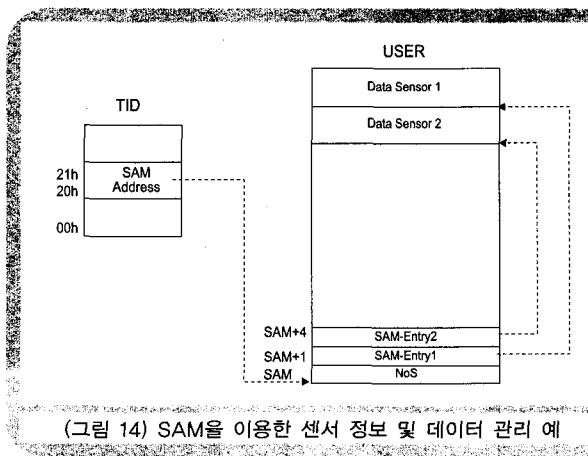 USER
Data Sensor 1
TID
Data Sensor 2
21h
SAM
Address
20h
00h
SAM+4
SAM-Entry2
SAM+1
SAM-Entry1
SAM
NoS
(그림 14) SAM을 이용한 센서 정보 및 데이터 관리 예